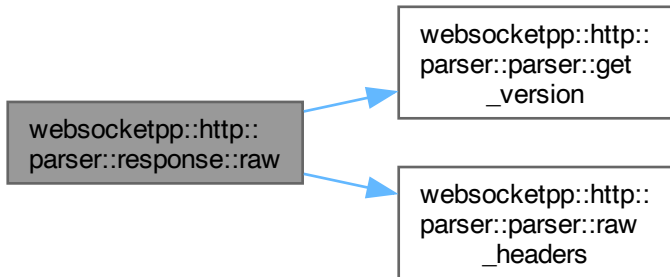 websocketpp::http::
parser::response::raw
websocketpp::http::
parser::parser::get
_version
websocketpp::http::
parser::parser::raw
_headers